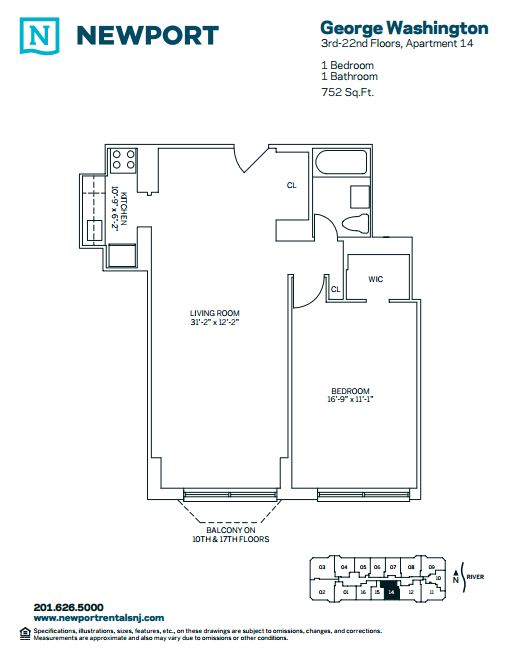 N NEWPORT
George Washington
3rd-22nd Floors, Apartment 14
1 Bedroom
1 Bathroom
752 Sq.Ft.
CL
KITCHEN
10'-9" x 6'-2"
WIC
CL
LIVING ROOM
31'-2" x 12'-2"
BEDROOM
16'-9" x 11'-1"
BALCONY ON
10TH & 17TH FLOORS
03 04 05 06 07 08 09
10
02 01 16 15 14 12 11
N
RIVER
201.626.5000
www.newportrentalsnj.com
Specifications, illustrations, sizes, features, etc., on these drawings are subject to omissions, changes, and corrections.
Measurements are approximate and also may vary due to omissions or other conditions.